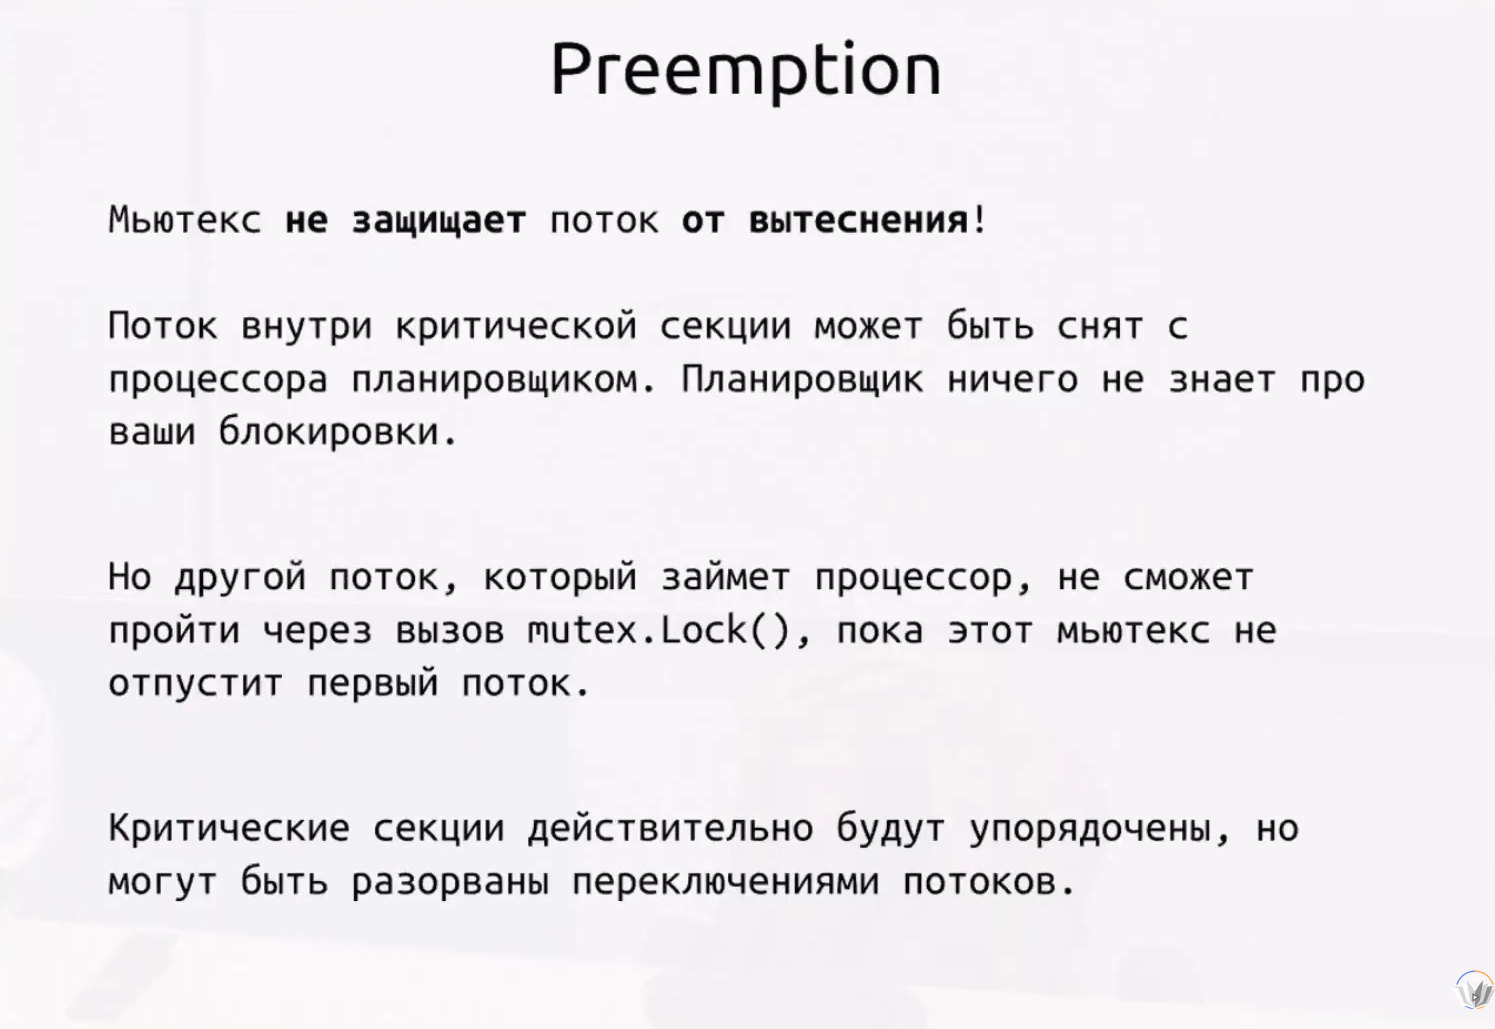 Preemption
Мьютекс не защищает поток от вытеснения!
Поток внутри критической секции может быть снят с
процессора планировщиком. Планировщик ничего не знает про
ваши блокировки.
Но другой поток, который займет процессор, не сможет
пройти через вызов mutex.Lock(), пока этот мьютекс не
отпустит первый поток.
Критические секции действительно будут упорядочены, но
могут быть разорваны переключениями потоков.